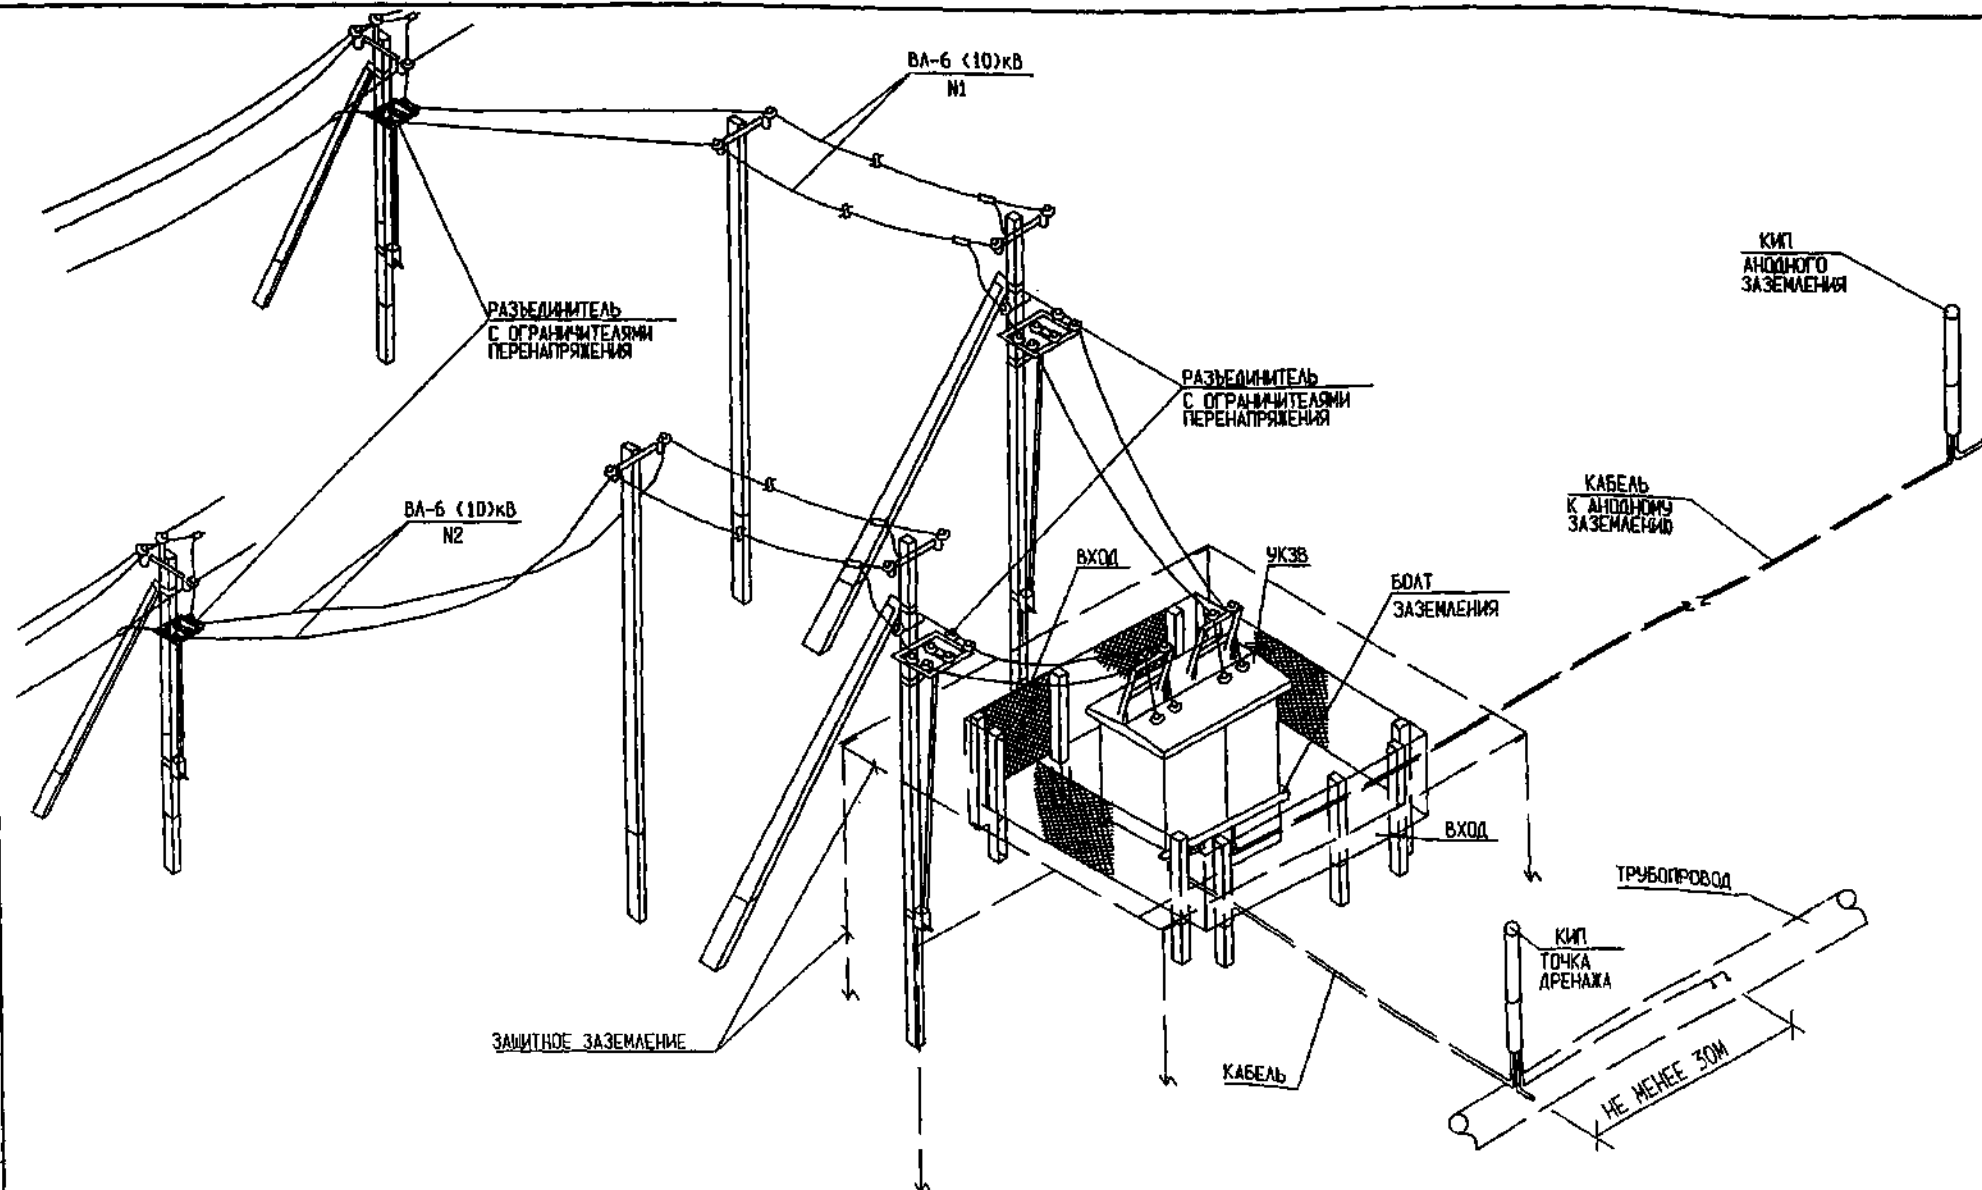 ВЛ-6 (10)кВ
N1
КИП
АНОДНОГО
ЗАЗЕМЛЕНИЯ
РАЗЪЕДИНИТЕЛЬ
С ОГРАНИЧИТЕЛЯМИ
ПЕРЕНАПРЯЖЕНИЯ
РАЗЪЕДИНИТЕЛЬ
С ОГРАНИЧИТЕЛЯМИ
ПЕРЕНАПРЯЖЕНИЯ
КАБЕЛЬ
К АНОДНОМУ
ЗАЗЕМЛЕНИЮ
ВЛ-6 (10)кВ
N2
ВХОД
УКЗВ
БОЛТ
ЗАЗЕМЛЕНИЯ
ВХОД
ТРУБОПРОВОД
КИП
ТОЧКА
ДРЕНАЖА
ЗАЩИТНОЕ ЗАЗЕМЛЕНИЕ
КАБЕЛЬ
НЕ МЕНЕЕ 30М